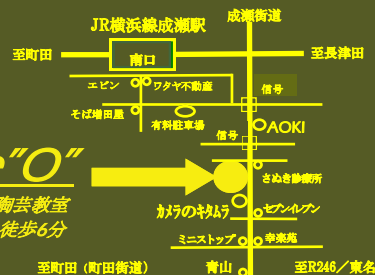 成瀬街道
JR横浜線成瀬駅
至町田
南口
至長津田
エピン
ワタヤ不動産
信号
そば増田屋
有料駐車場
AOKI
信号
"O"
さぬき診療所
陶芸教室
カメラのキタムラ
セブンイレブン
徒歩6分
ミニストップ
幸楽苑
至町田（町田街道）
青山
至R246／東名